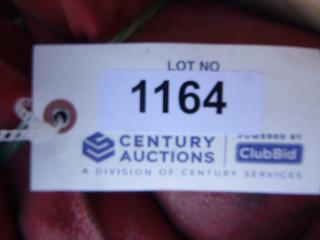 LOT NO
1164
CENTURY
AUCTIONS
POWERED BY
ClubBid
A DIVISION OF CENTURY SERVICES